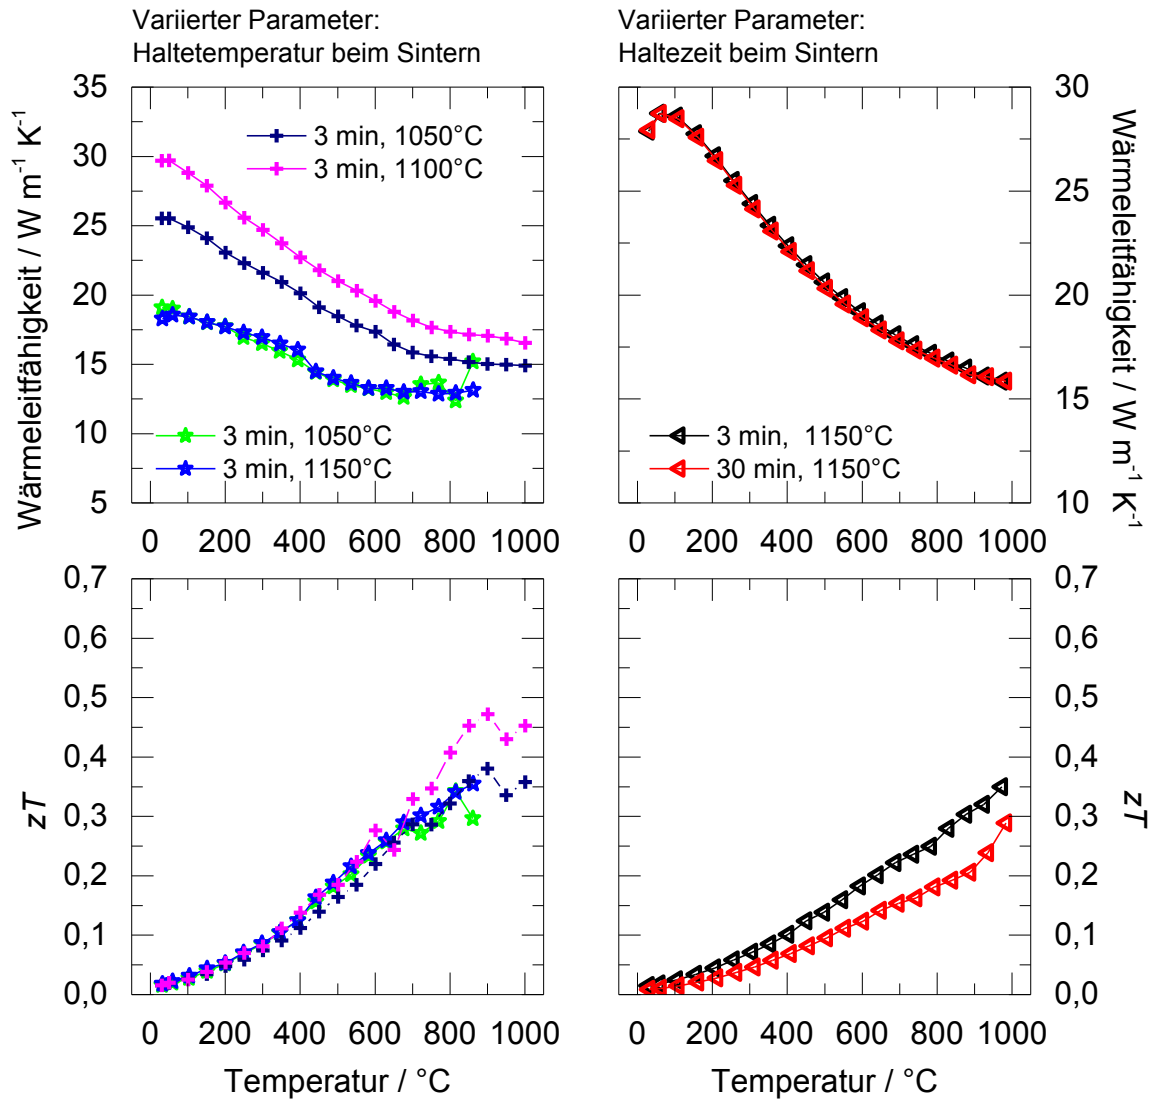 Variierter Parameter:
Haltetemperatur beim Sintern
Variierter Parameter:
Haltezeit beim Sintern
Wärmeleitfähigkeit / W m⁻¹ K⁻¹
35
30
25
20
15
10
5
3 min, 1050°C
3 min, 1100°C
3 min, 1050°C
3 min, 1150°C
0 200 400 600 800 1000
30
25
20
15
10
Wärmeleitfähigkeit / W m⁻¹ K⁻¹
3 min, 1150°C
30 min, 1150°C
0 200 400 600 800 1000
zT
0,7
0,6
0,5
0,4
0,3
0,2
0,1
0,0
0 200 400 600 800 1000
Temperatur / °C
0,7
0,6
0,5
0,4
0,3
0,2
0,1
0,0
zT
0 200 400 600 800 1000
Temperatur / °C